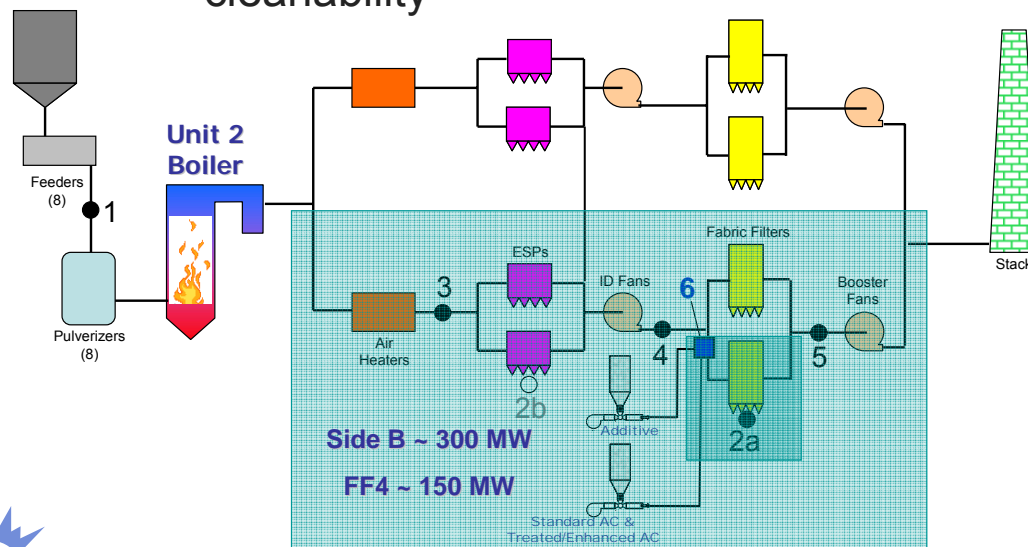 cleanability
Unit 2
Boiler
Feeders
(8)
1
Pulverizers
(8)
Stack
ESPs
ID Fans
Fabric Filters
Booster
Fans
3
6
Air
Heaters
4
5
2b
2a
Additive
Side B ~ 300 MW
FF4 ~ 150 MW
Standard AC &
Treated/Enhanced AC